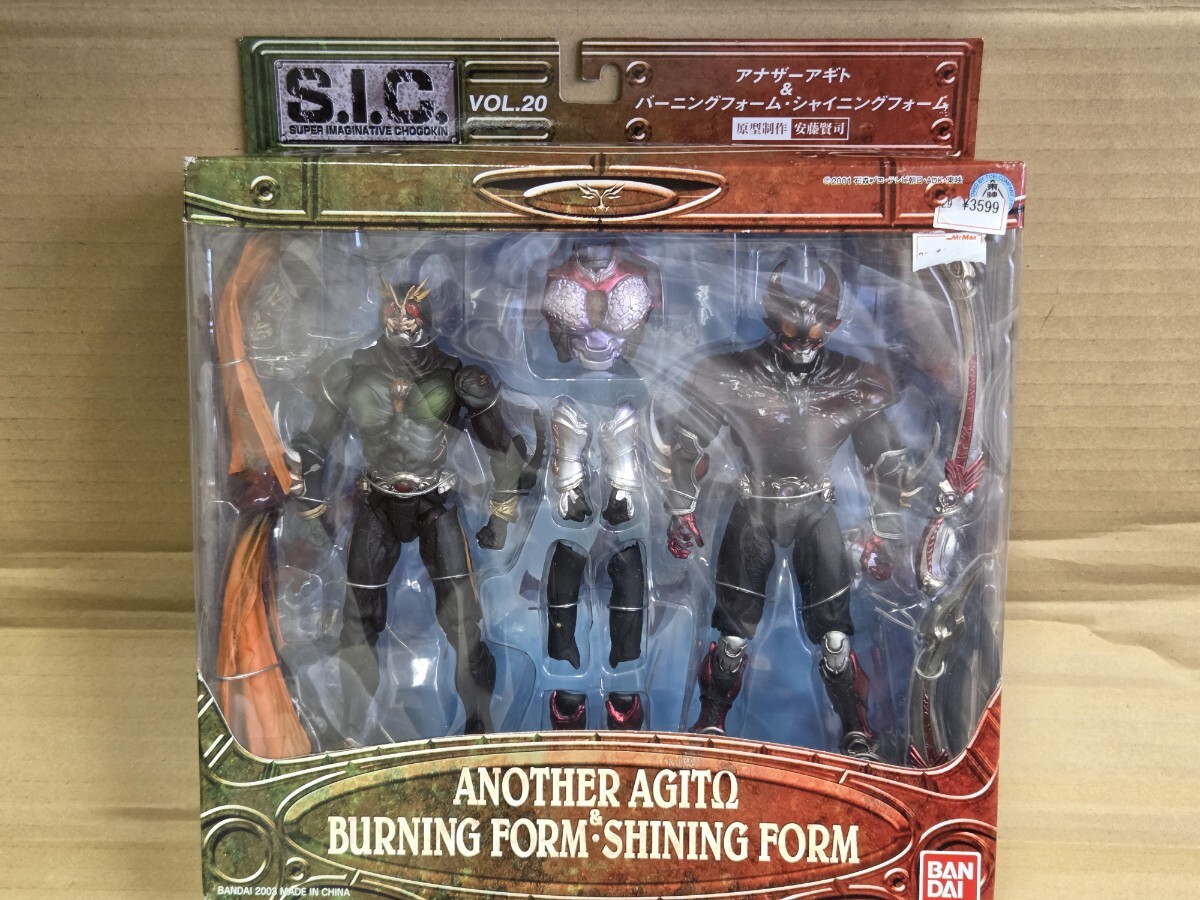 S.I.C.
SUPER IMAGINATIVE CHOGOKIN
VOL.20
アナザーアギト
&
バーニングフォーム・シャイニングフォーム
原型制作 安藤賢司
©2001 石森プロ・テレビ朝日・ADK・東映
29 ¥3599
ANOTHER AGITΩ
&
BURNING FORM・SHINING FORM
BANDAI 2003 MADE IN CHINA
BAN
DAI